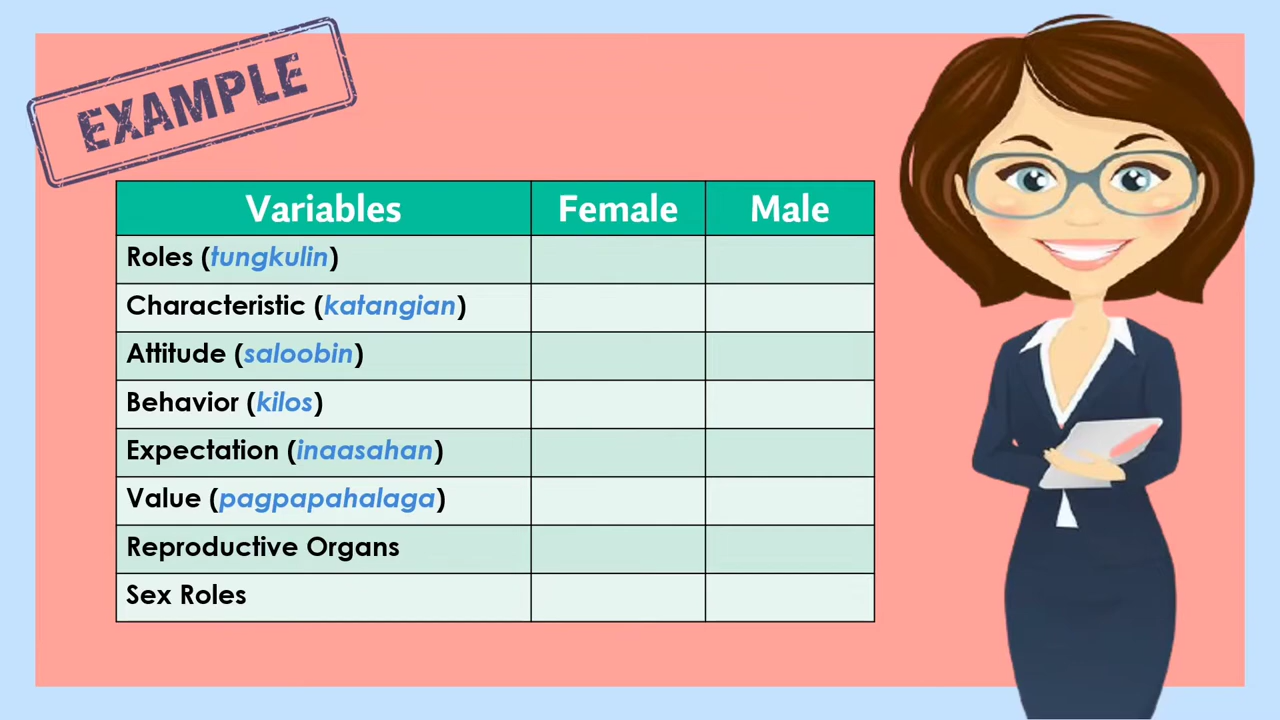 EXAMPLE
Variables Female Male
Roles (tungkulin)
Characteristic (katangian)
Attitude (saloobin)
Behavior (kilos)
Expectation (inaasahan)
Value (pagpapahalaga)
Reproductive Organs
Sex Roles